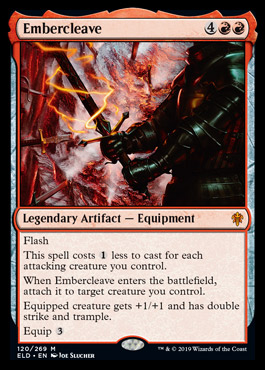 Embercleave 4
Legendary Artifact — Equipment
Flash
This spell costs 1 less to cast for each
attacking creature you control.
When Embercleave enters the battlefield,
attach it to target creature you control.
Equipped creature gets +1/+1 and has double
strike and trample.
Equip 3
120/269 M
ELD • EN Joe Slucher ™ & © 2019 Wizards of the Coast